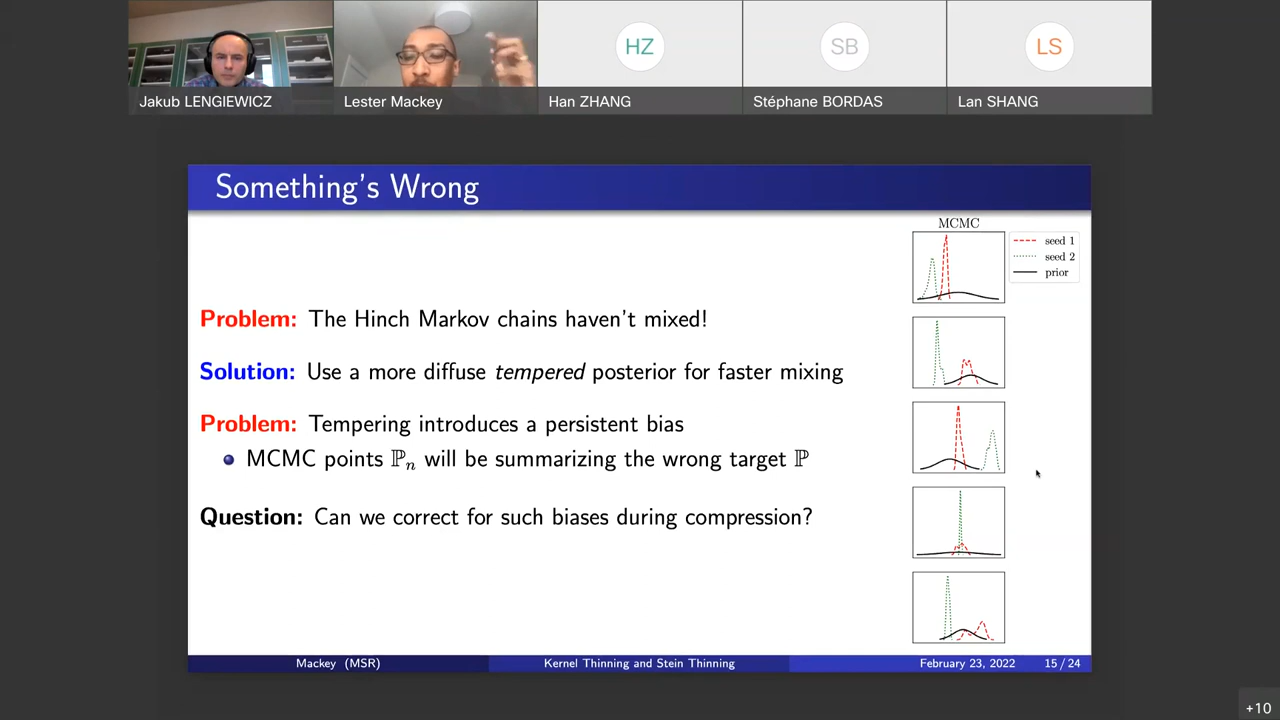 HZ
SB
LS
Jakub LENGIEWICZ
Lester Mackey
Han ZHANG
Stéphane BORDAS
Lan SHANG
Something's Wrong
MCMC
seed 1
seed 2
prior
Problem: The Hinch Markov chains haven't mixed!
Solution: Use a more diffuse tempered posterior for faster mixing
Problem: Tempering introduces a persistent bias
MCMC points ℙn will be summarizing the wrong target ℙ
Question: Can we correct for such biases during compression?
Mackey (MSR)
Kernel Thinning and Stein Thinning
February 23, 2022
15 / 24
+10